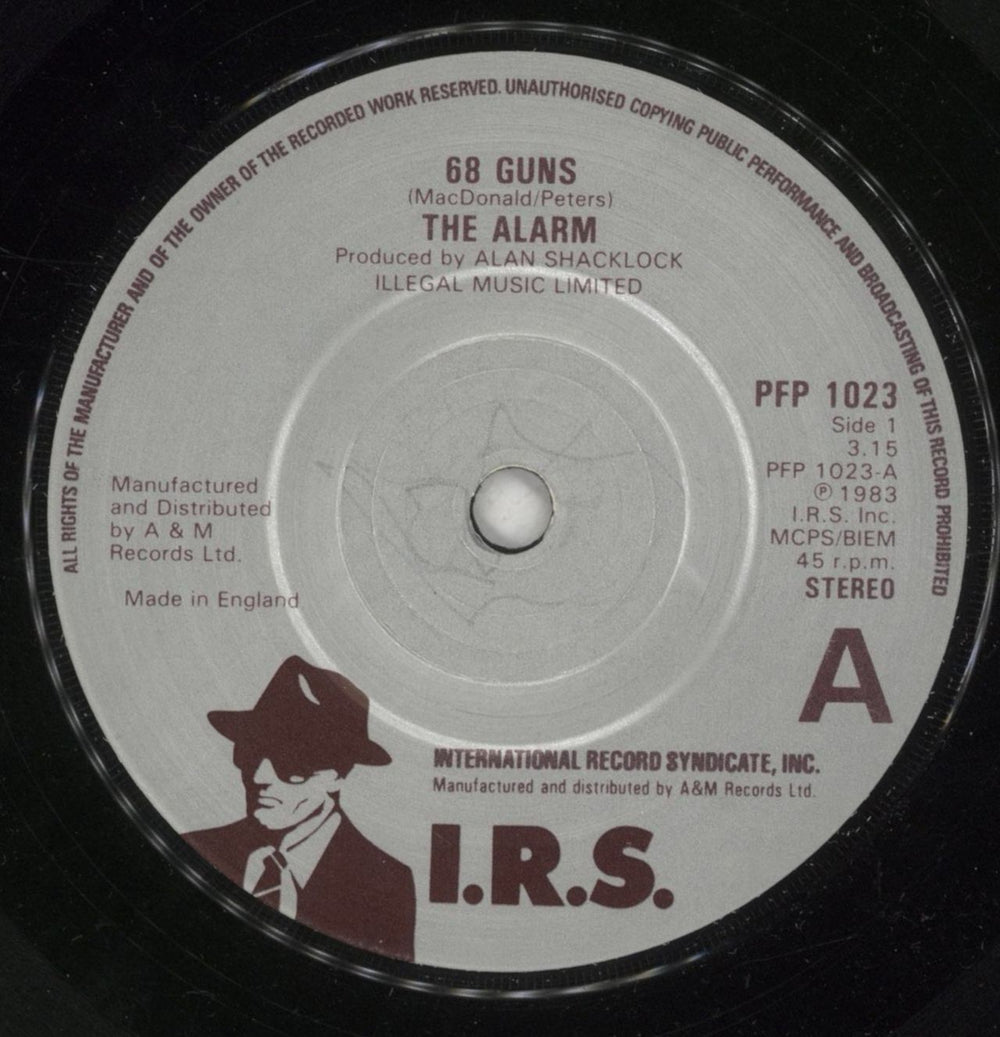 ALL RIGHTS OF THE MANUFACTURER AND OF THE OWNER OF THE RECORDED WORK RESERVED. UNAUTHORISED COPYING PUBLIC PERFORMANCE AND BROADCASTING OF THIS RECORD PROHIBITED
68 GUNS
(MacDonald/Peters)
THE ALARM
Produced by ALAN SHACKLOCK
ILLEGAL MUSIC LIMITED
PFP 1023
Side 1
3.15
PFP 1023-A
℗ 1983
I.R.S. Inc.
MCPS/BIEM
45 r.p.m.
STEREO
A
Manufactured
and Distributed
by A & M
Records Ltd.
Made in England
INTERNATIONAL RECORD SYNDICATE, INC.
Manufactured and distributed by A&M Records Ltd.
I.R.S.